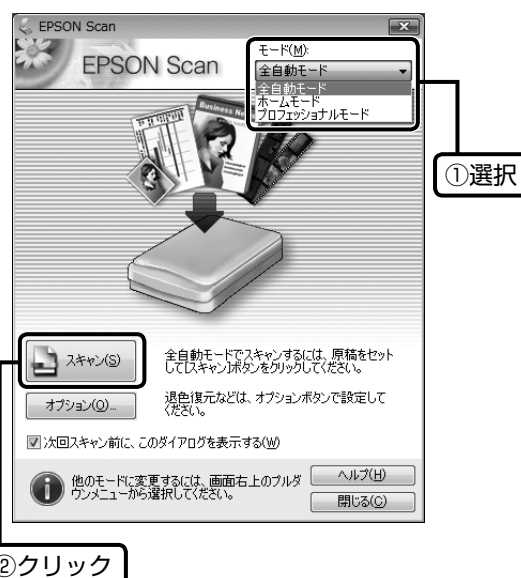 EPSON Scan
EPSON Scan
モード(M):
全自動モード
全自動モード
ホームモード
プロフェッショナルモード
Business Ne
①選択
スキャン(S)
全自動モードでスキャンするには、原稿をセット
して[スキャン]ボタンをクリックしてください。
オプション(O)...
退色復元などは、オプションボタンで設定して
ください。
次回スキャン前に、このダイアログを表示する(W)
他のモードに変更するには、画面右上のプルダ
ウンメニューから選択してください。
ヘルプ(H)
閉じる(C)
②クリック